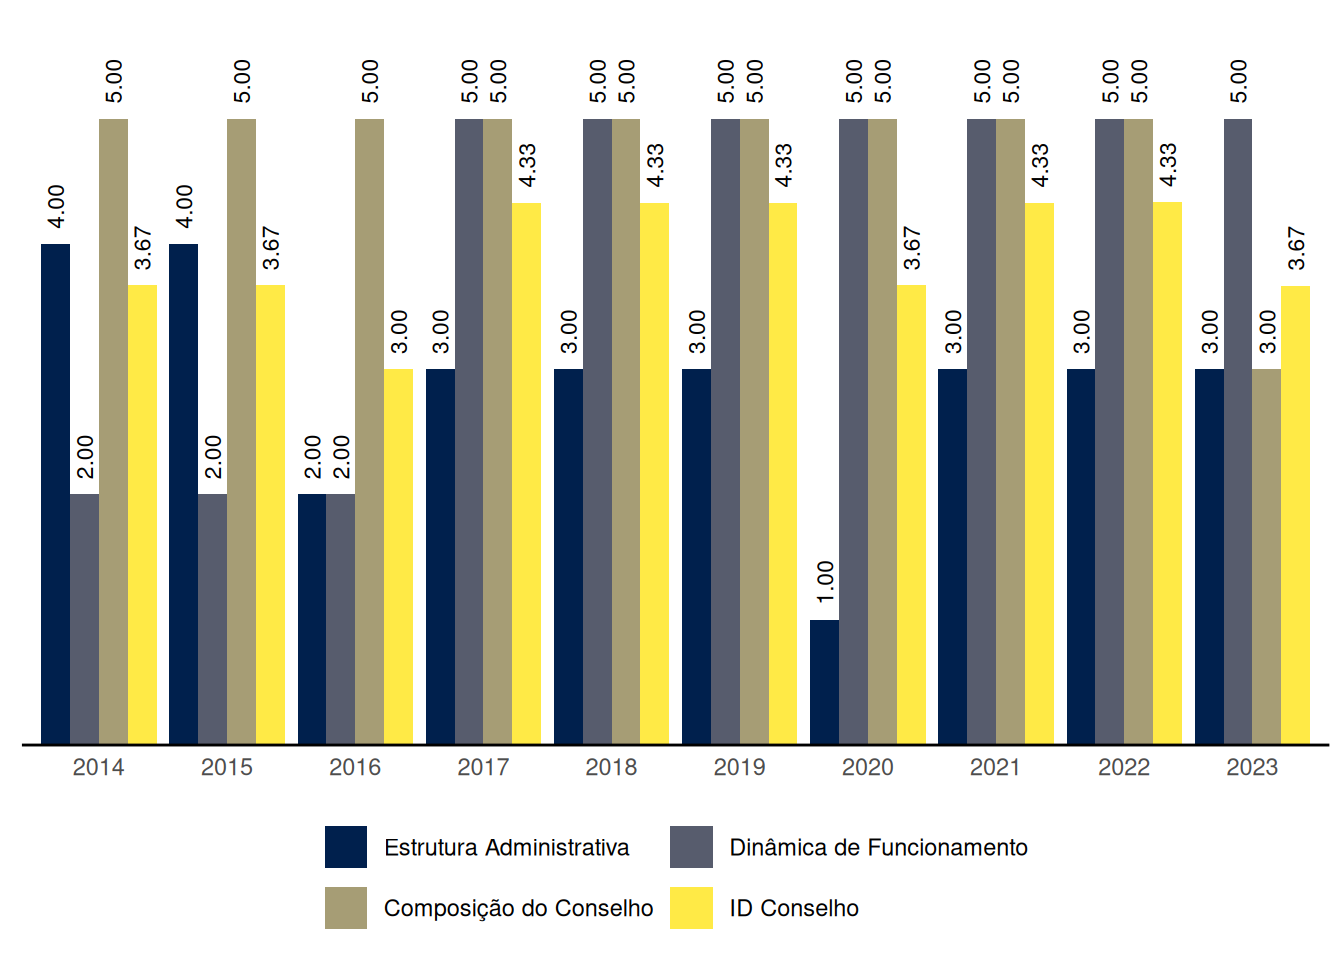 4.00 2.00 5.00 3.67 4.00 2.00 5.00 3.67 2.00 2.00 5.00 3.00 3.00 5.00 5.00 4.33 3.00 5.00 5.00 4.33 3.00 5.00 5.00 4.33 1.00 5.00 5.00 3.67 3.00 5.00 5.00 4.33 3.00 5.00 5.00 4.33 3.00 5.00 3.00 3.67
2014 2015 2016 2017 2018 2019 2020 2021 2022 2023
Estrutura Administrativa Dinâmica de Funcionamento
Composição do Conselho ID Conselho